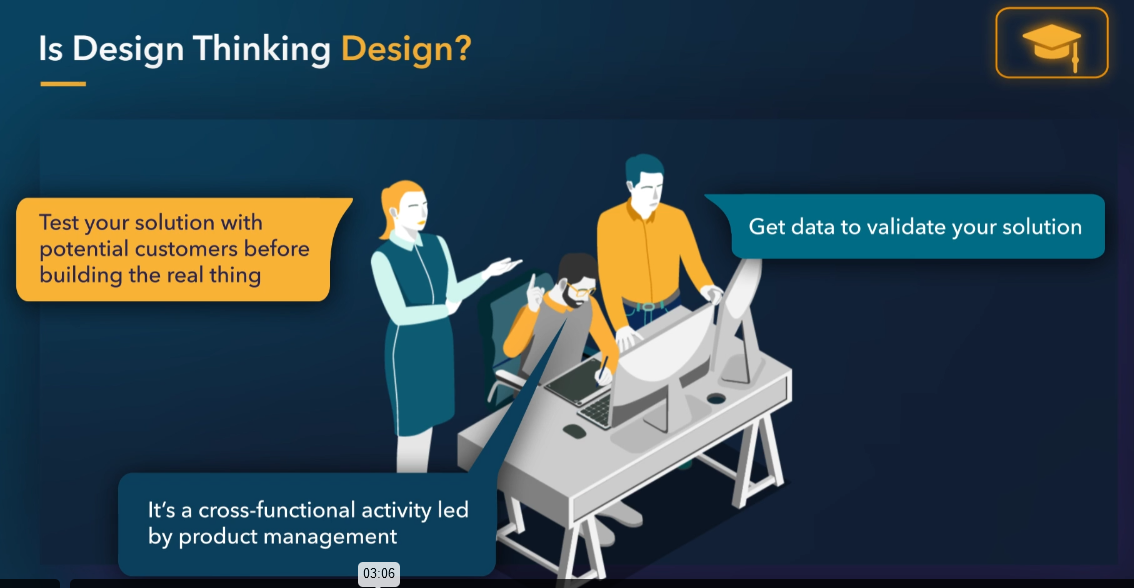 Is Design Thinking Design?
Test your solution with
potential customers before
building the real thing
Get data to validate your solution
It's a cross-functional activity led
by product management
03:06